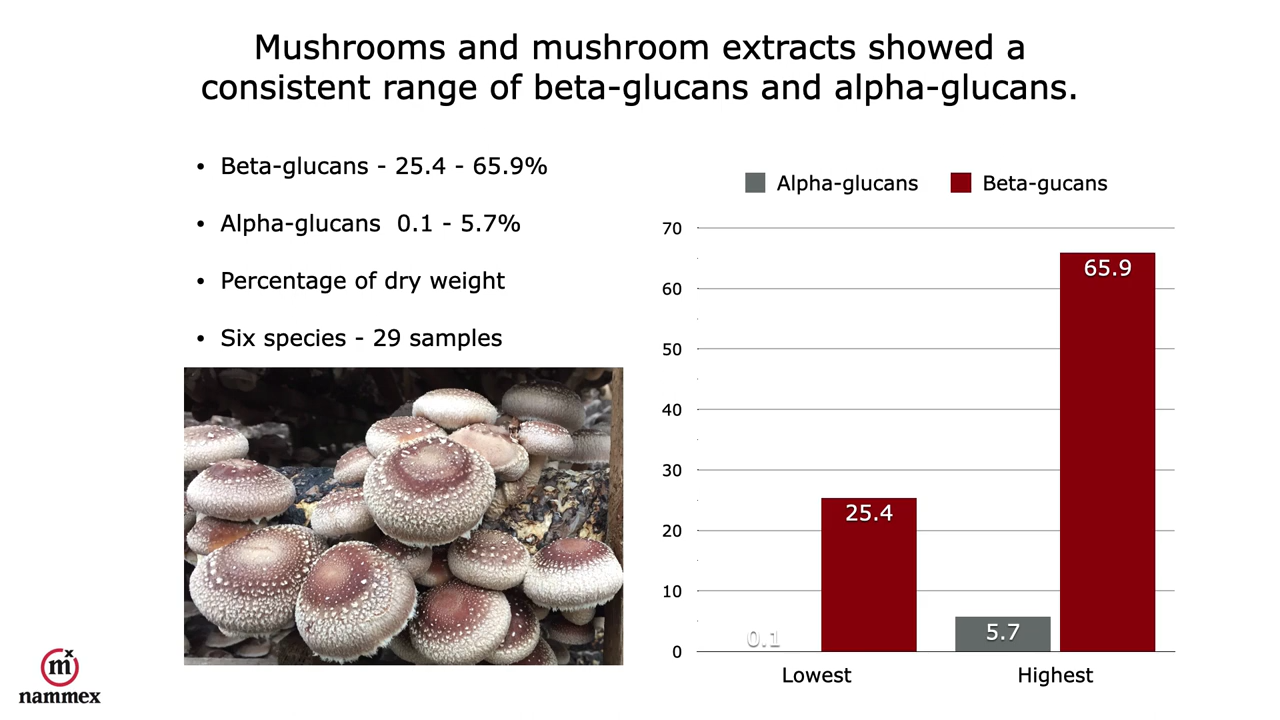 Mushrooms and mushroom extracts showed a
consistent range of beta-glucans and alpha-glucans.
• Beta-glucans - 25.4 - 65.9%
• Alpha-glucans 0.1 - 5.7%
• Percentage of dry weight
• Six species - 29 samples
Alpha-glucans
Beta-gucans
70
60
50
40
30
20
10
0
0.1
25.4
5.7
65.9
Lowest
Highest
mx
nammex